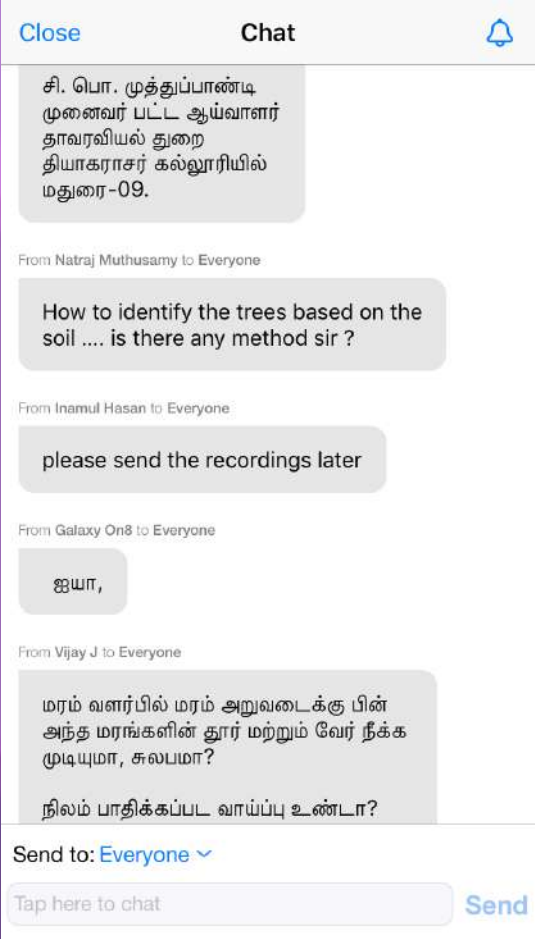 Close
Chat
சி. பொ. முத்துப்பாண்டி
முனைவர் பட்ட ஆய்வாளர்
தாவரவியல் துறை
தியாகராசர் கல்லூரியில்
மதுரை-09.
From Natraj Muthusamy to Everyone
How to identify the trees based on the
soil .... is there any method sir ?
From Inamul Hasan to Everyone
please send the recordings later
From Galaxy On8 to Everyone
ஐயா,
From Vijay J to Everyone
மரம் வளர்பில் மரம் அறுவடைக்கு பின்
அந்த மரங்களின் தூர் மற்றும் வேர் நீக்க
முடியுமா, சுலபமா?
நிலம் பாதிக்கப்பட வாய்ப்பு உண்டா?
Send to: Everyone
Tap here to chat
Send